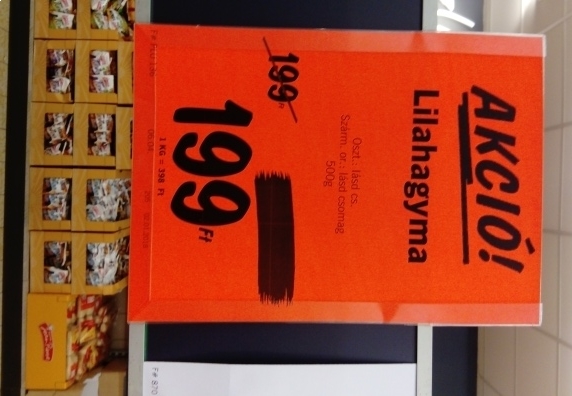 AKCIÓ!
Lilahagyma
Oszt.: lásd cs.
Szárm. or.: lásd csomag
500g
199
199 Ft
1 KG = 398 Ft